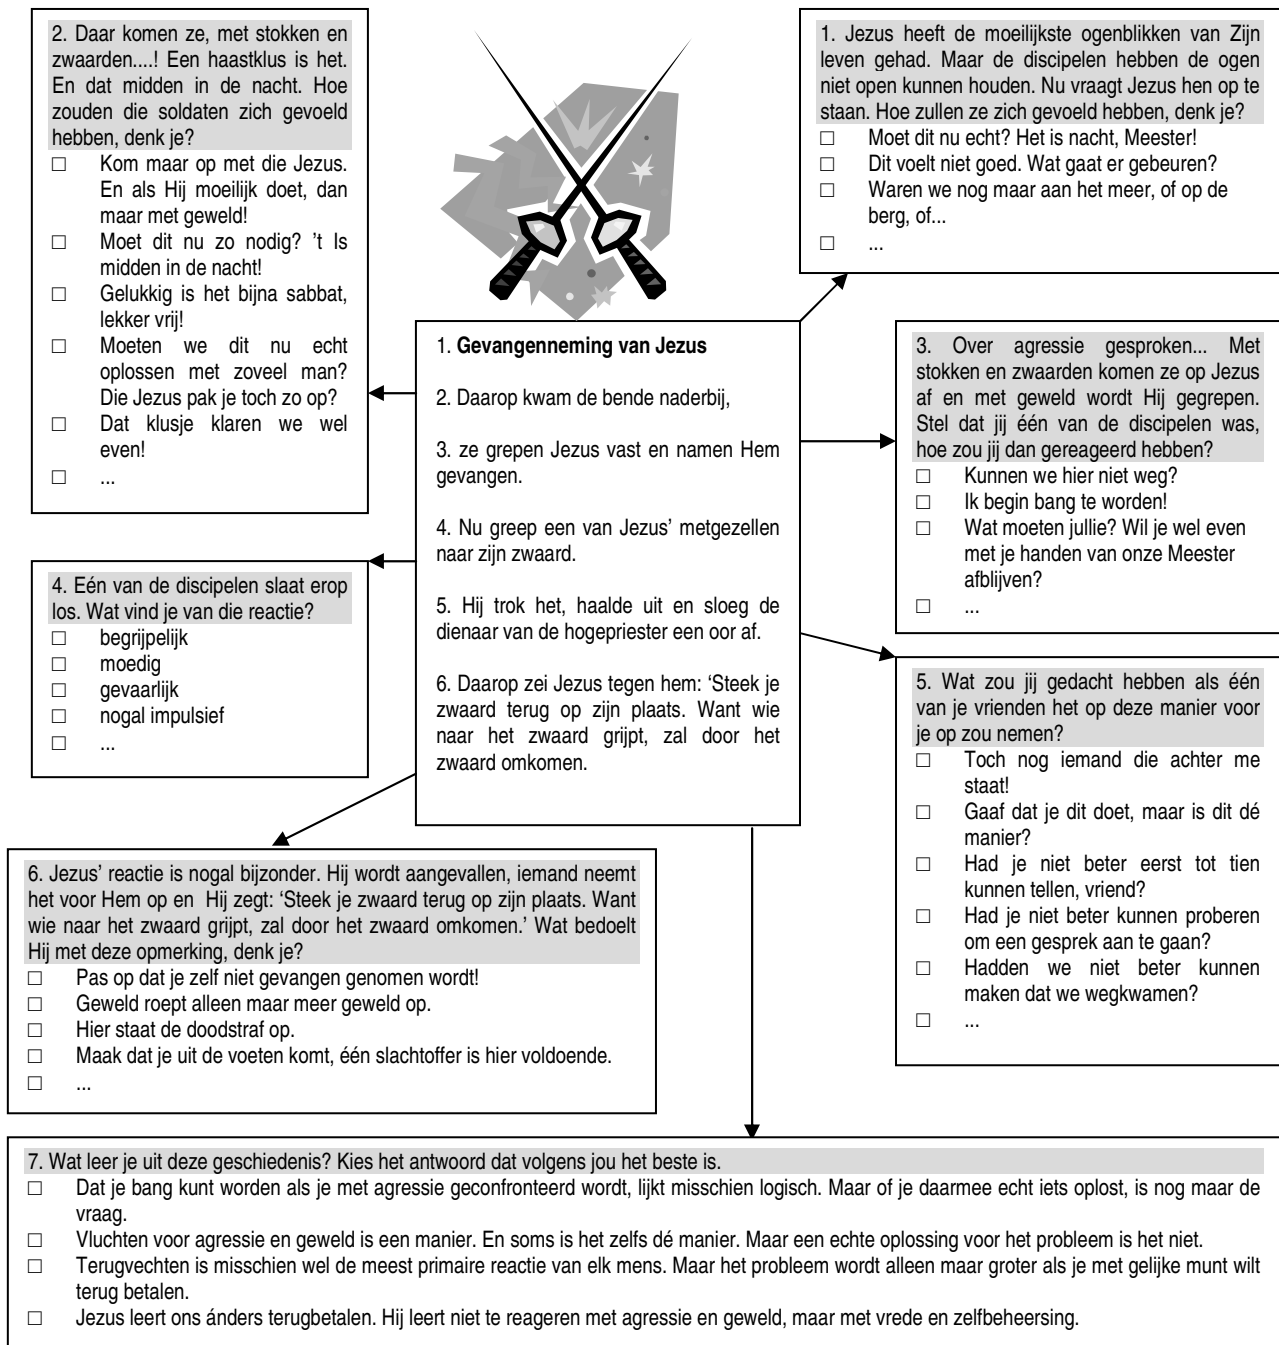 2. Daar komen ze, met stokken en
zwaarden....! Een haastklus is het.
En dat midden in de nacht. Hoe
zouden die soldaten zich gevoeld
hebben, denk je?
□ Kom maar op met die Jezus.
En als Hij moeilijk doet, dan
maar met geweld!
□ Moet dit nu zo nodig? ’t Is
midden in de nacht!
□ Gelukkig is het bijna sabbat,
lekker vrij!
□ Moeten we dit nu echt
oplossen met zoveel man?
Die Jezus pak je toch zo op?
□ Dat klusje klaren we wel
even!
□ ...
1. Jezus heeft de moeilijkste ogenblikken van Zijn
leven gehad. Maar de discipelen hebben de ogen
niet open kunnen houden. Nu vraagt Jezus hen op te
staan. Hoe zullen ze zich gevoeld hebben, denk je?
□ Moet dit nu echt? Het is nacht, Meester!
□ Dit voelt niet goed. Wat gaat er gebeuren?
□ Waren we nog maar aan het meer, of op de
berg, of...
□ ...
1. Gevangenneming van Jezus
2. Daarop kwam de bende naderbij,
3. ze grepen Jezus vast en namen Hem
gevangen.
4. Nu greep een van Jezus’ metgezellen
naar zijn zwaard.
5. Hij trok het, haalde uit en sloeg de
dienaar van de hogepriester een oor af.
6. Daarop zei Jezus tegen hem: ‘Steek je
zwaard terug op zijn plaats. Want wie
naar het zwaard grijpt, zal door het
zwaard omkomen.
3. Over agressie gesproken... Met
stokken en zwaarden komen ze op Jezus
af en met geweld wordt Hij gegrepen.
Stel dat jij één van de discipelen was,
hoe zou jij dan gereageerd hebben?
□ Kunnen we hier niet weg?
□ Ik begin bang te worden!
□ Wat moeten jullie? Wil je wel even
met je handen van onze Meester
afblijven?
□ ...
4. Eén van de discipelen slaat erop
los. Wat vind je van die reactie?
□ begrijpelijk
□ moedig
□ gevaarlijk
□ nogal impulsief
□ ...
5. Wat zou jij gedacht hebben als één
van je vrienden het op deze manier voor
je op zou nemen?
□ Toch nog iemand die achter me
staat!
□ Gaaf dat je dit doet, maar is dit dé
manier?
□ Had je niet beter eerst tot tien
kunnen tellen, vriend?
□ Had je niet beter kunnen proberen
om een gesprek aan te gaan?
□ Hadden we niet beter kunnen
maken dat we wegkwamen?
□ ...
6. Jezus’ reactie is nogal bijzonder. Hij wordt aangevallen, iemand neemt
het voor Hem op en Hij zegt: ‘Steek je zwaard terug op zijn plaats. Want
wie naar het zwaard grijpt, zal door het zwaard omkomen.’ Wat bedoelt
Hij met deze opmerking, denk je?
□ Pas op dat je zelf niet gevangen genomen wordt!
□ Geweld roept alleen maar meer geweld op.
□ Hier staat de doodstraf op.
□ Maak dat je uit de voeten komt, één slachtoffer is hier voldoende.
□ ...
7. Wat leer je uit deze geschiedenis? Kies het antwoord dat volgens jou het beste is.
□ Dat je bang kunt worden als je met agressie geconfronteerd wordt, lijkt misschien logisch. Maar of je daarmee echt iets oplost, is nog maar de
vraag.
□ Vluchten voor agressie en geweld is een manier. En soms is het zelfs dé manier. Maar een echte oplossing voor het probleem is het niet.
□ Terugvechten is misschien wel de meest primaire reactie van elk mens. Maar het probleem wordt alleen maar groter als je met gelijke munt wilt
terug betalen.
□ Jezus leert ons ánders terugbetalen. Hij leert niet te reageren met agressie en geweld, maar met vrede en zelfbeheersing.